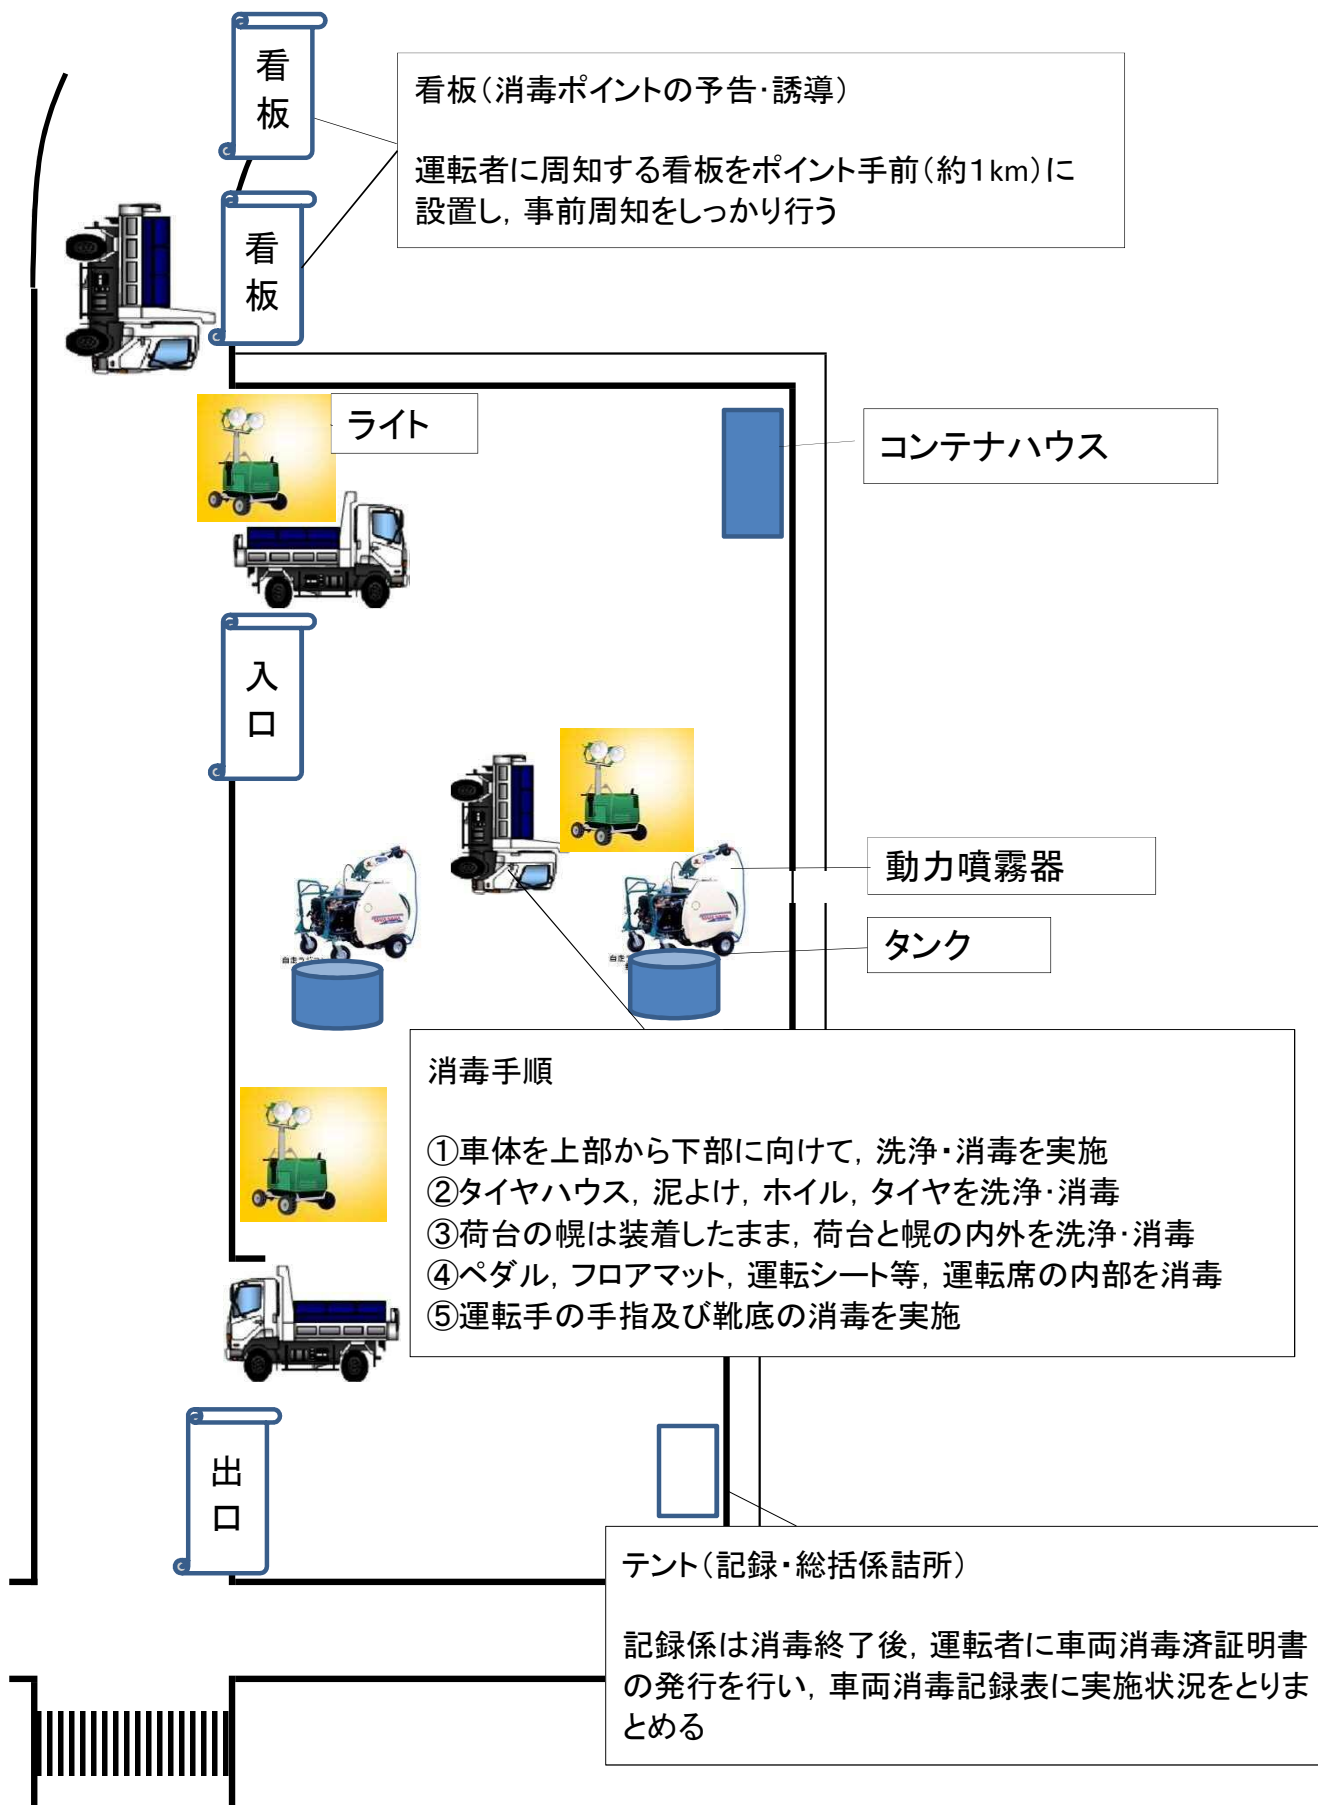 看
板
看板（消毒ポイントの予告・誘導）
運転者に周知する看板をポイント手前（約１km）に
設置し，事前周知をしっかり行う
看
板
ライト
コンテナハウス
入
口
動力噴霧器
タンク
消毒手順
①車体を上部から下部に向けて，洗浄・消毒を実施
②タイヤハウス，泥よけ，ホイル，タイヤを洗浄・消毒
③荷台の幌は装着したまま，荷台と幌の内外を洗浄・消毒
④ペダル，フロアマット，運転シート等，運転席の内部を消毒
⑤運転手の手指及び靴底の消毒を実施
出
口
テント（記録・総括係詰所）
記録係は消毒終了後，運転者に車両消毒済証明書
の発行を行い，車両消毒記録表に実施状況をとりま
とめる